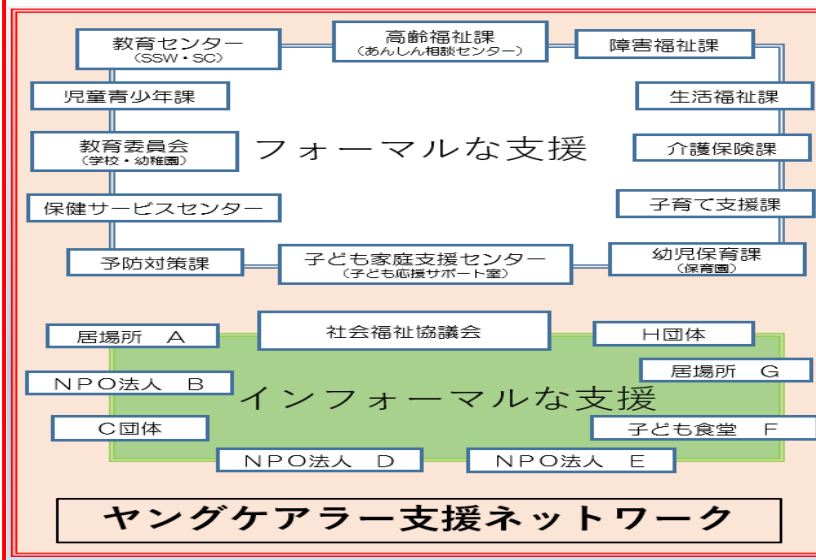 教育センター
(SSW・SC)
高齢福祉課
(あんしん相談センター)
障害福祉課
児童青少年課
生活福祉課
教育委員会
(学校・幼稚園)
フォーマルな支援
介護保険課
保健サービスセンター
子育て支援課
予防対策課
子ども家庭支援センター
(子ども応援サポート室)
幼児保育課
(保育園)
居場所 A
社会福祉協議会
H団体
居場所 G
NPO法人 B
インフォーマルな支援
C団体
子ども食堂 F
NPO法人 D
NPO法人 E
ヤングケアラー支援ネットワーク